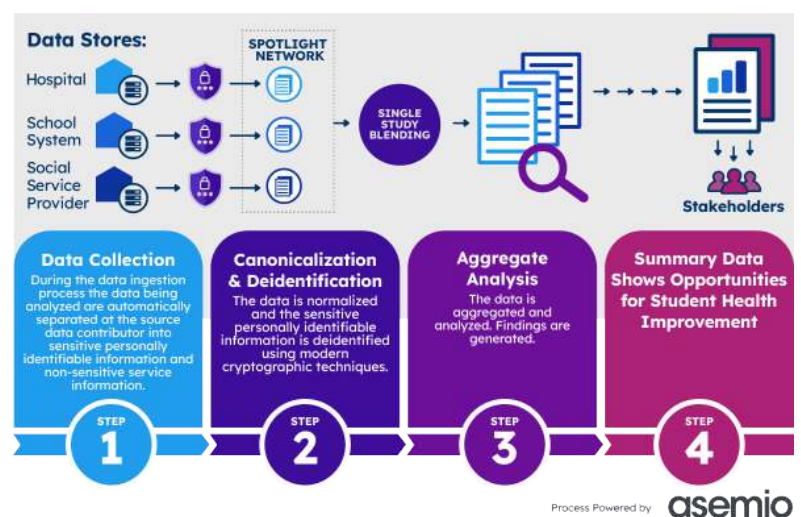 Data Stores:
Hospital
School
System
Social
Service
Provider
SPOTLIGHT
NETWORK
SINGLE
STUDY
BLENDING
Stakeholders
Data Collection
During the data ingestion
process the data being
analyzed are automatically
separated at the source
data contributor into
sensitive personally
identifiable information and
non-sensitive service
information.
STEP
1
Canonicalization
& Deidentification
The data is normalized
and the sensitive
personally identifiable
information is deidentified
using modern
cryptographic techniques.
STEP
2
Aggregate
Analysis
The data is
aggregated and
analyzed. Findings are
generated.
STEP
3
Summary Data
Shows Opportunities
for Student Health
Improvement
STEP
4
Process Powered by asemio